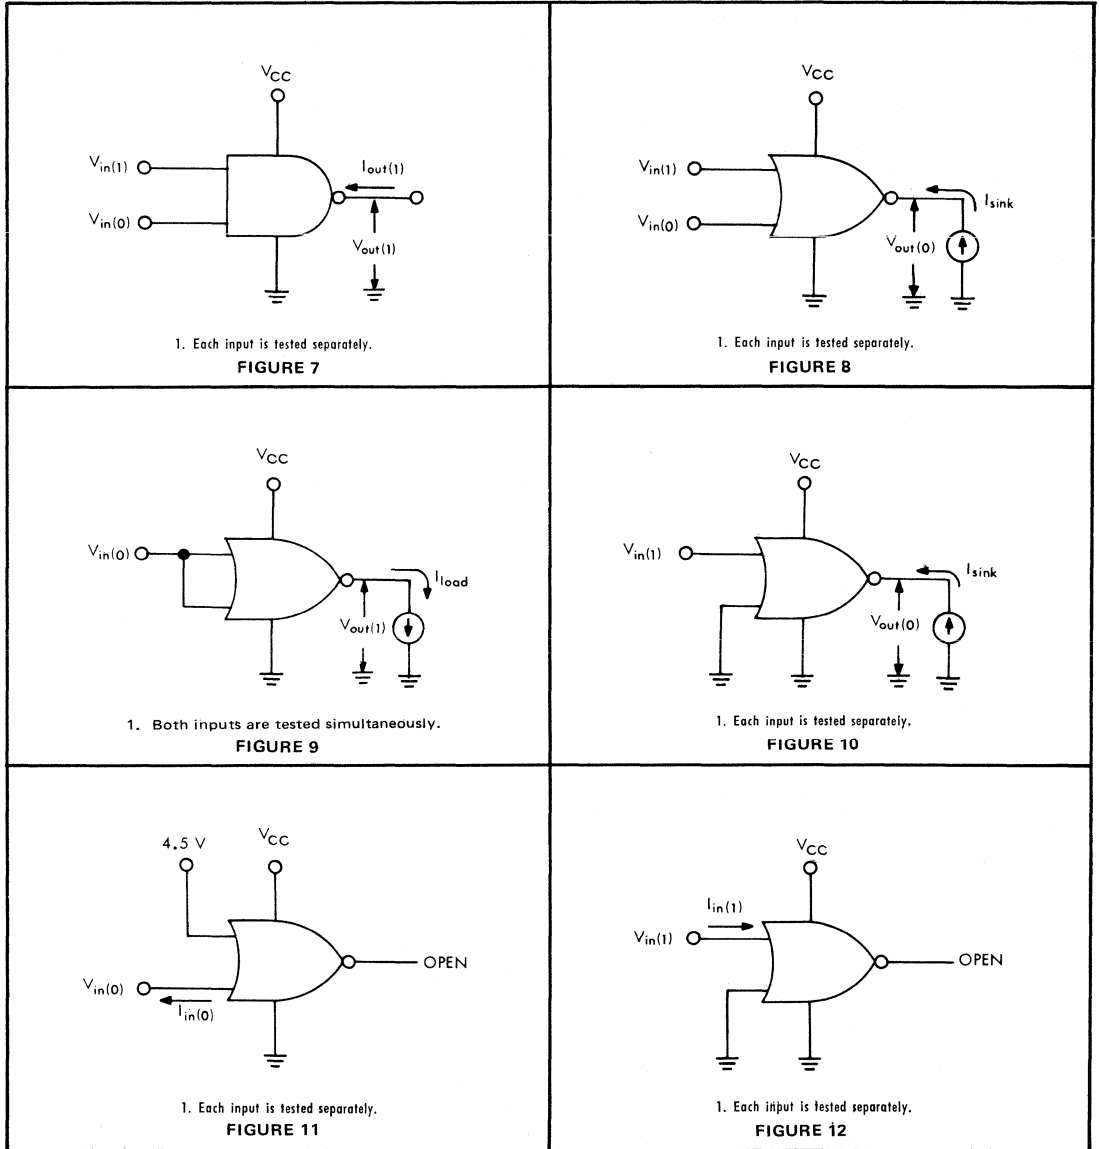 VCC
Vin(1)
Iout(1)
Vin(0)
Vout(1)
1. Each input is tested separately.
FIGURE 7
VCC
Vin(1)
Isink
Vin(0)
Vout(0)
1. Each input is tested separately.
FIGURE 8
VCC
Vin(0)
Iload
Vout(1)
1. Both inputs are tested simultaneously.
FIGURE 9
VCC
Vin(1)
Isink
Vout(0)
1. Each input is tested separately.
FIGURE 10
4.5 V
VCC
OPEN
Vin(0)
Iin(0)
1. Each input is tested separately.
FIGURE 11
VCC
Iin(1)
Vin(1)
OPEN
1. Each input is tested separately.
FIGURE 12